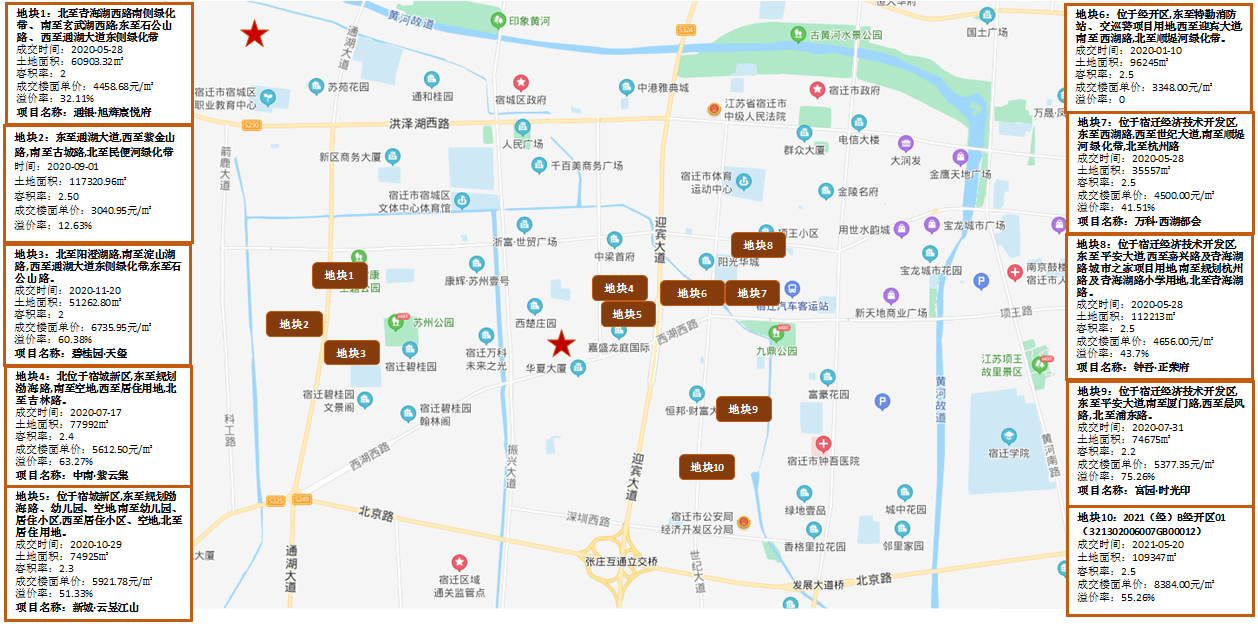 地块1：北至青海湖西路南侧绿化
带、南至玄武湖西路;东至石公山
路、西至通湖大道东侧绿化带
成交时间：2020-05-28
土地面积：60903.32㎡
容积率：2
成交楼面单价：4458.68元/㎡
溢价率：32.11%
项目名称：通银·旭辉宸悦府
地块2：东至通湖大道,西至紫金山
路,南至古城路,北至民便河绿化带
时间：2020-09-01
土地面积：117320.96㎡
容积率：2.50
成交楼面单价：3040.95元/㎡
溢价率：12.63%
地块3：北至阳澄湖路,南至淀山湖
路,西至通湖大道东侧绿化带,东至石
公山路。
成交时间：2020-11-20
土地面积：51262.80㎡
容积率：2
成交楼面单价：6735.95元/㎡
溢价率：60.38%
项目名称：碧桂园·天玺
地块4：北位于宿城新区,东至规划
渤海路,南至空地,西至居住用地,北
至吉林路。
成交时间：2020-07-17
土地面积：77992㎡
容积率：2.4
成交楼面单价：5612.50元/㎡
溢价率：63.27%
项目名称：中南·紫云集
地块5：位于宿城新区,东至规划渤
海路、幼儿园、空地,南至幼儿园、
居住小区,西至居住小区、空地,北至
居住用地。
成交时间：2020-10-29
土地面积：74925㎡
容积率：2.3
成交楼面单价：5921.78元/㎡
溢价率：51.33%
项目名称：新城·云昱江山
黄河故道
印象黄河
S324
古黄河水景公园
国土广场
通湖大道
宿迁市宿城区
职业教育中心
苏苑花园
通和桂园
宿城区政府
中港雅典城
江苏省宿迁市
中级人民法院
宿迁市政府
万晟·凤
S250
洪泽湖西路
人民广场
群众大厦
电信大楼
大润发
箭鹿大道
新区商务大厦
千百美商务广场
金鹰天地广场
宿迁市体育
运动中心
宿迁市宿城区
文体中心体育馆
金陵名府
迎宾大道
浙富·世贸广场
中梁首府
地块8
项王小区
用世水韵城
宝龙城市广场
地块1
康
主题公园
康辉·苏州壹号
阳光华城
宝龙城市花园
南京鼓楼
宿迁市人
地块4
地块6
地块7
宿迁汽车客运站
地块2
苏州公园
西楚庄园
地块5
新天地商业广场
项王路
西湖西路
地块3
宿迁碧桂园
宿迁万科
未来之光
嘉盛龙庭国际
九鼎公园
江苏项王
故里景区
华夏大厦
宿迁碧桂园
文景阁
宿迁碧桂园
翰林阁
恒邦·财富大
地块9
富豪花园
黄河故道
科工路
西湖西路
振兴大道
迎宾大道
地块10
宿迁市钟吾医院
宿迁学院
黄河南路
S325
S249
北京路
深圳西路
宿迁市公安局
经济开发区分局
绿地壹品
城中花园
香格里拉花园
邻里家园
大厦
通湖大道
宿迁区域
通关监管点
张庄互通立交桥
世纪大道
发展大道桥
北京路
地块6：位于经开区,东至特勤消防
站、交巡警项目用地,西至迎宾大道,
南至西湖路,北至顺堤河绿化带。
成交时间：2020-01-10
土地面积：96245㎡
容积率：2.5
成交楼面单价：3348.00元/㎡
溢价率：0
地块7：位于宿迁经济技术开发区,
东至西湖路,西至世纪大道,南至顺堤
河绿化带,北至杭州路
成交时间：2020-05-28
土地面积：35557㎡
容积率：2.5
成交楼面单价：4500.00元/㎡
溢价率：41.51%
项目名称：万科·西湖都会
地块8：位于宿迁经济技术开发区,
东至平安大道,西至嘉兴路及青海湖
路城市之家项目用地,南至规划杭州
路及青海湖路小学用地,北至青海湖
路。
成交时间：2020-05-28
土地面积：112213㎡
容积率：2.5
成交楼面单价：4656.00元/㎡
溢价率：43.7%
项目名称：钟吾·正荣府
地块9：位于宿迁经济技术开发区,
东至平安大道,南至厦门路,西至晨风
路,北至浦东路。
成交时间：2020-07-31
土地面积：74675㎡
容积率：2.2
成交楼面单价：5377.35元/㎡
溢价率：75.26%
项目名称：富园·时光印
地块10：2021（经）B经开区01
（321302006007GB00012）
成交时间：2021-05-20
土地面积：109347㎡
容积率：2.5
成交楼面单价：8384.00元/㎡
溢价率：55.26%